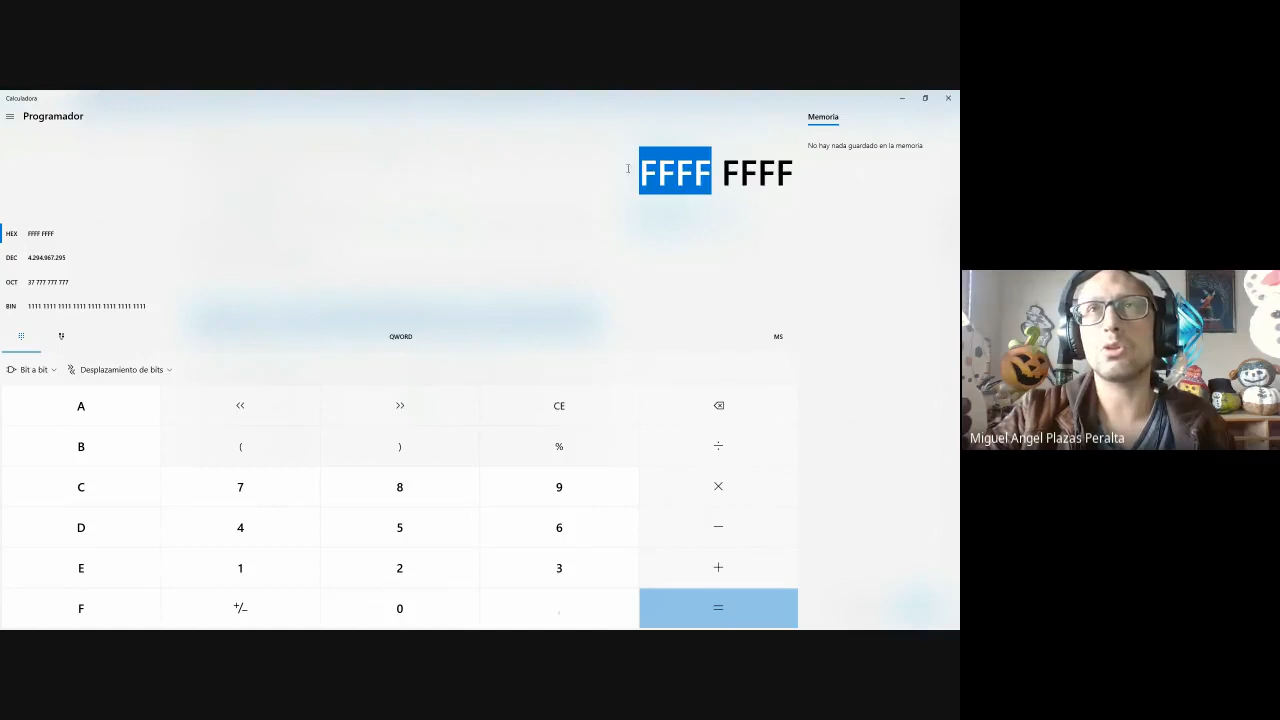 Calculadora
Programador
Memoria
No hay nada guardado en la memoria
FFFF FFFF
HEX FFFF FFFF
DEC 4.294.967.295
OCT 37 777 777 777
BIN 1111 1111 1111 1111 1111 1111 1111 1111
QWORD
MS
Bit a bit
Desplazamiento de bits
A << >> CE
B ( ) % ÷
C 7 8 9 ×
D 4 5 6 −
E 1 2 3 +
F +/− 0 , =
Miguel Angel Plazas Peralta